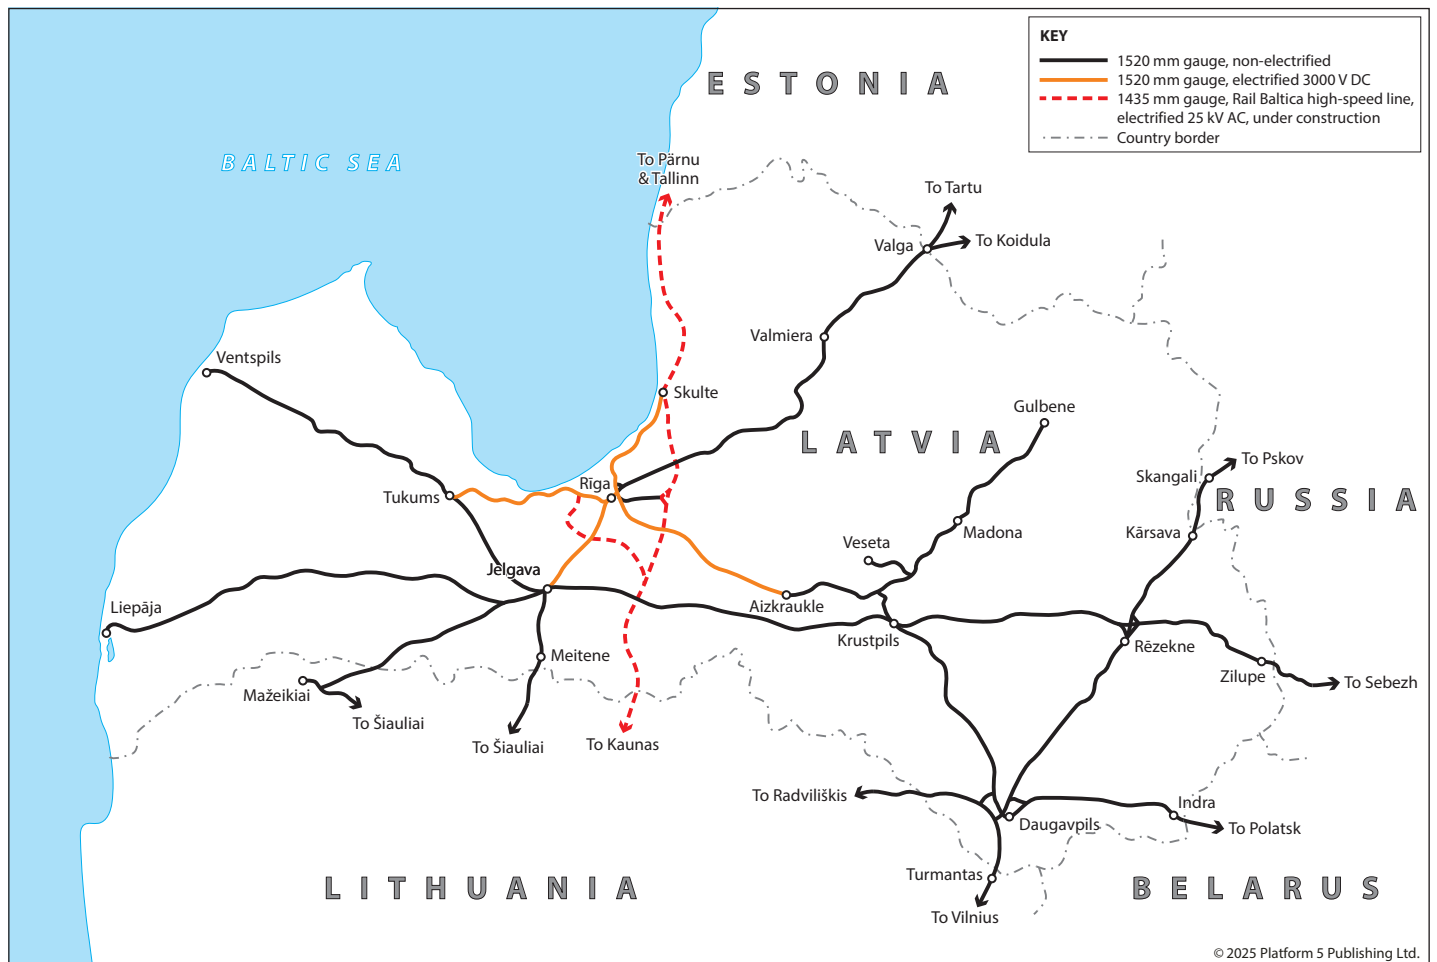 KEY
1520 mm gauge, non-electrified
1520 mm gauge, electrified 3000 V DC
1435 mm gauge, Rail Baltica high-speed line,
electrified 25 kV AC, under construction
Country border
ESTONIA
BALTIC SEA
To Pärnu
& Tallinn
To Tartu
Valga
To Koidula
Valmiera
Ventspils
Skulte
Gulbene
LATVIA
To Pskov
Skangali
RUSSIA
Rīga
Tukums
Madona
Kārsava
Veseta
Jelgava
Liepāja
Aizkraukle
Krustpils
Rēzekne
Meitene
Zilupe
To Sebezh
Mažeikiai
To Šiauliai
To Šiauliai
To Kaunas
To Radviliškis
Indra
Daugavpils
To Polatsk
Turmantas
LITHUANIA
BELARUS
To Vilnius
© 2025 Platform 5 Publishing Ltd.